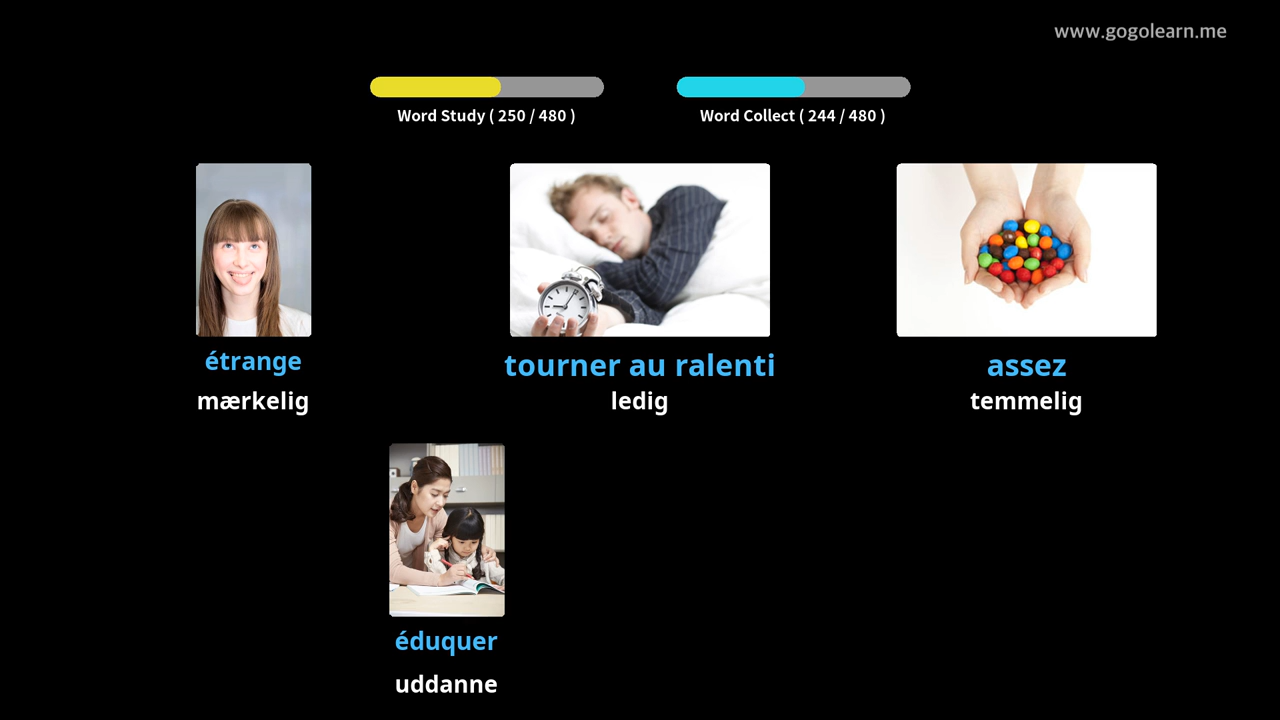 www.gogolearn.me
Word Study ( 250 / 480 )
Word Collect ( 244 / 480 )
étrange
mærkelig
tourner au ralenti
ledig
assez
temmelig
éduquer
uddanne